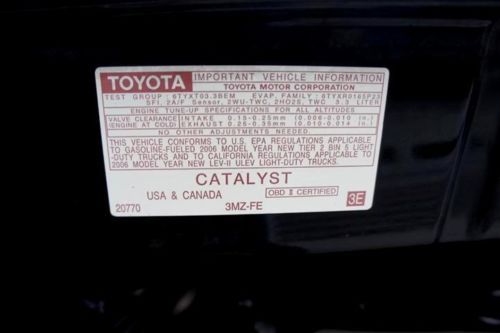 TOYOTA IMPORTANT VEHICLE INFORMATION
TOYOTA MOTOR CORPORATION
TEST GROUP : 6TYXT03.3BEM EVAP. FAMILY : 6TYXR0165P23
SFI, 2A/F Sensor, 2WU-TWC, 2HO2S, TWC 3.3 LITER
ENGINE TUNE-UP SPECIFICATIONS FOR ALL ALTITUDES
VALVE CLEARANCE INTAKE 0.15-0.25mm (0.006-0.010 in.)
(ENGINE AT COLD) EXHAUST 0.25-0.35mm (0.010-0.014 in.)
NO OTHER ADJUSTMENTS NEEDED.
THIS VEHICLE CONFORMS TO U.S. EPA REGULATIONS APPLICABLE
TO GASOLINE-FUELED 2006 MODEL YEAR NEW TIER 2 BIN 5 LIGHT
-DUTY TRUCKS AND TO CALIFORNIA REGULATIONS APPLICABLE TO
2006 MODEL YEAR NEW LEV-II ULEV LIGHT-DUTY TRUCKS.
CATALYST
USA & CANADA OBD II CERTIFIED
20770 3MZ-FE 3E